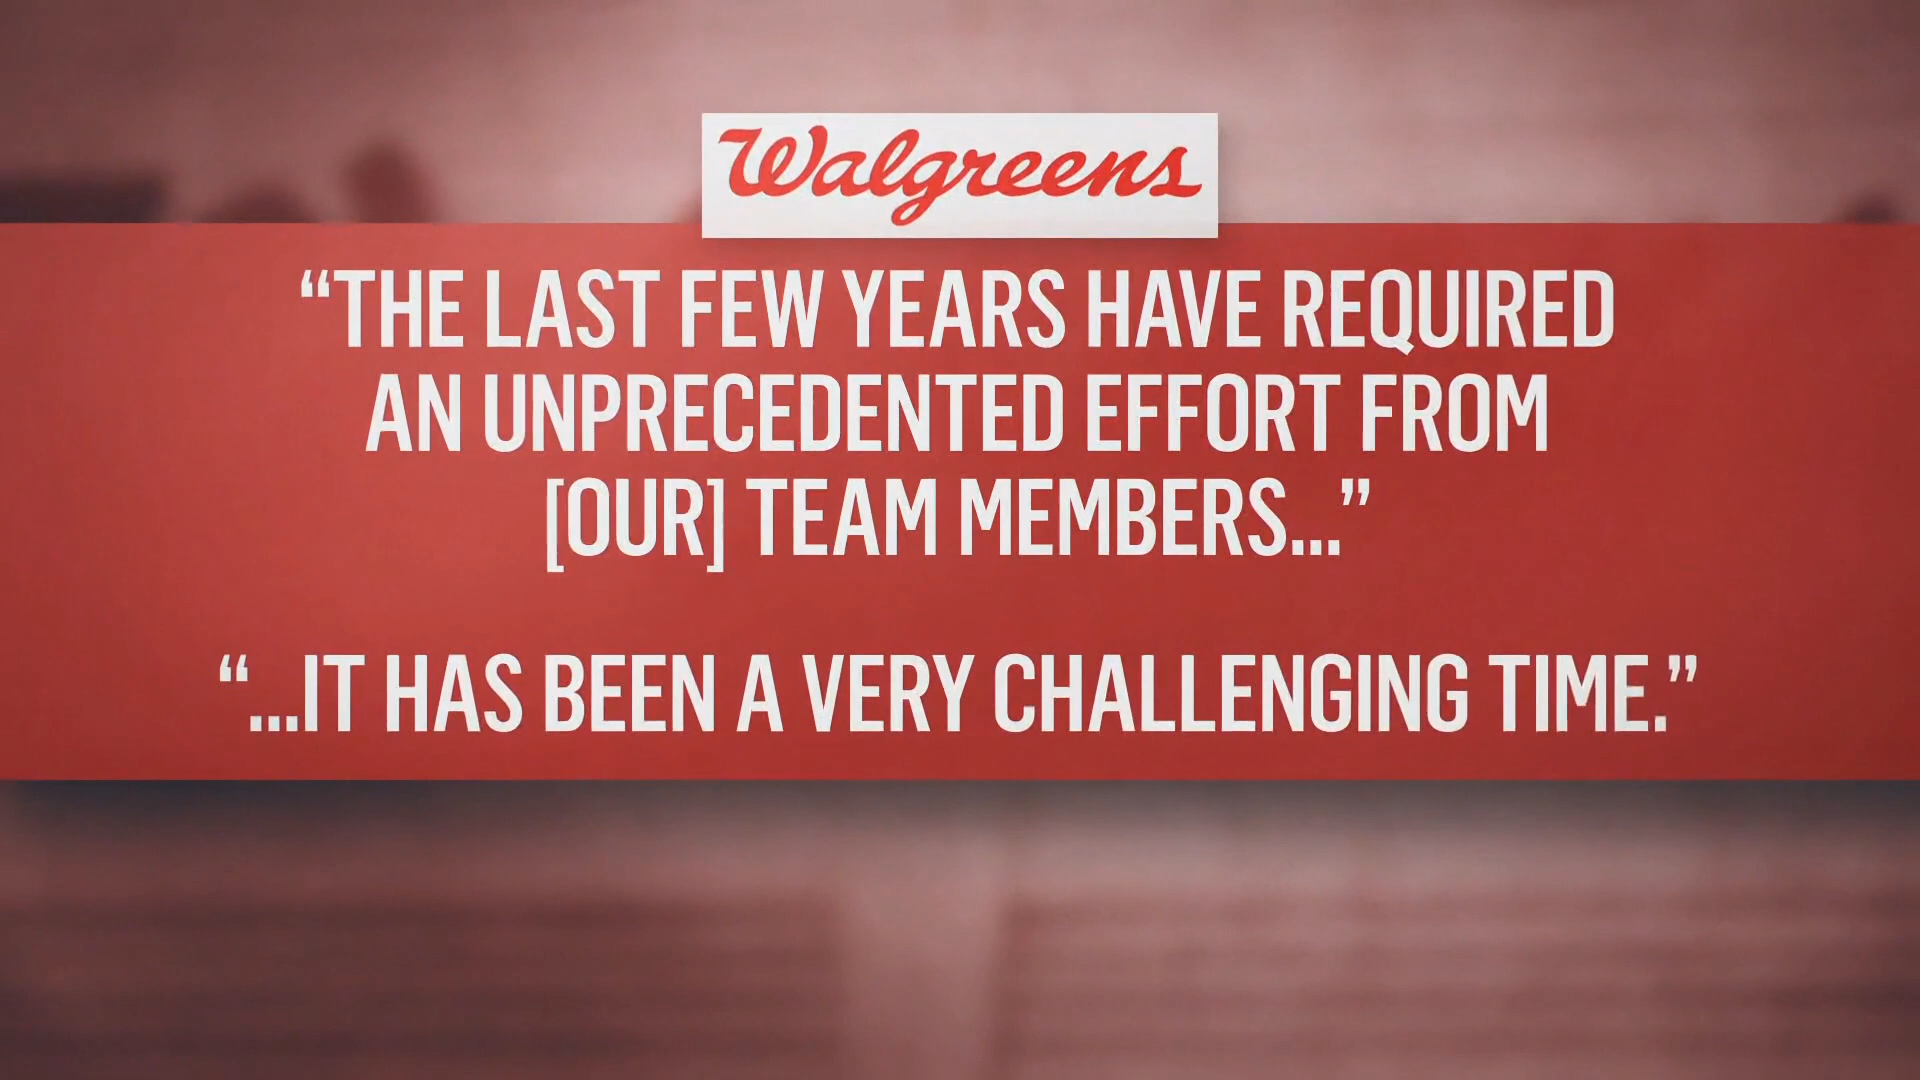 Walgreens
“THE LAST FEW YEARS HAVE REQUIRED
AN UNPRECEDENTED EFFORT FROM
[OUR] TEAM MEMBERS...”
“...IT HAS BEEN A VERY CHALLENGING TIME.”